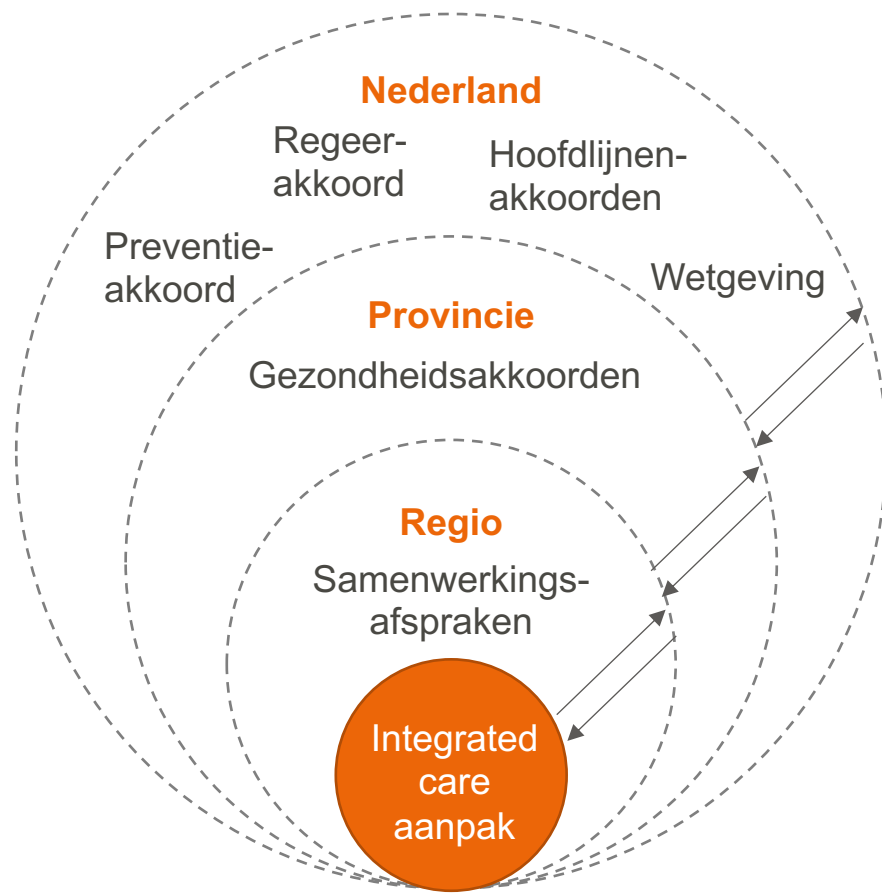 Nederland
Regeer-
akkoord
Hoofdlijnen-
akkoorden
Preventie-
akkoord
Wetgeving
Provincie
Gezondheidsakkoorden
Regio
Samenwerkings-
afspraken
Integrated
care
aanpak